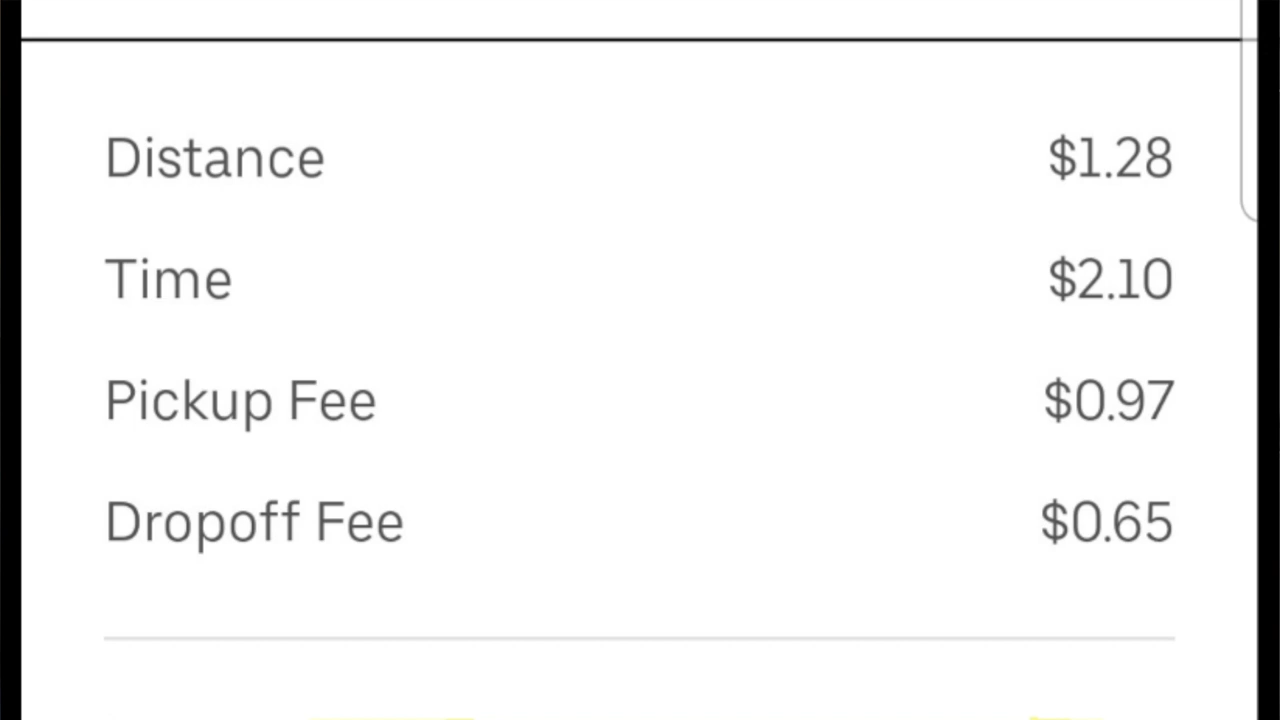 Distance $1.28
Time $2.10
Pickup Fee $0.97
Dropoff Fee $0.65